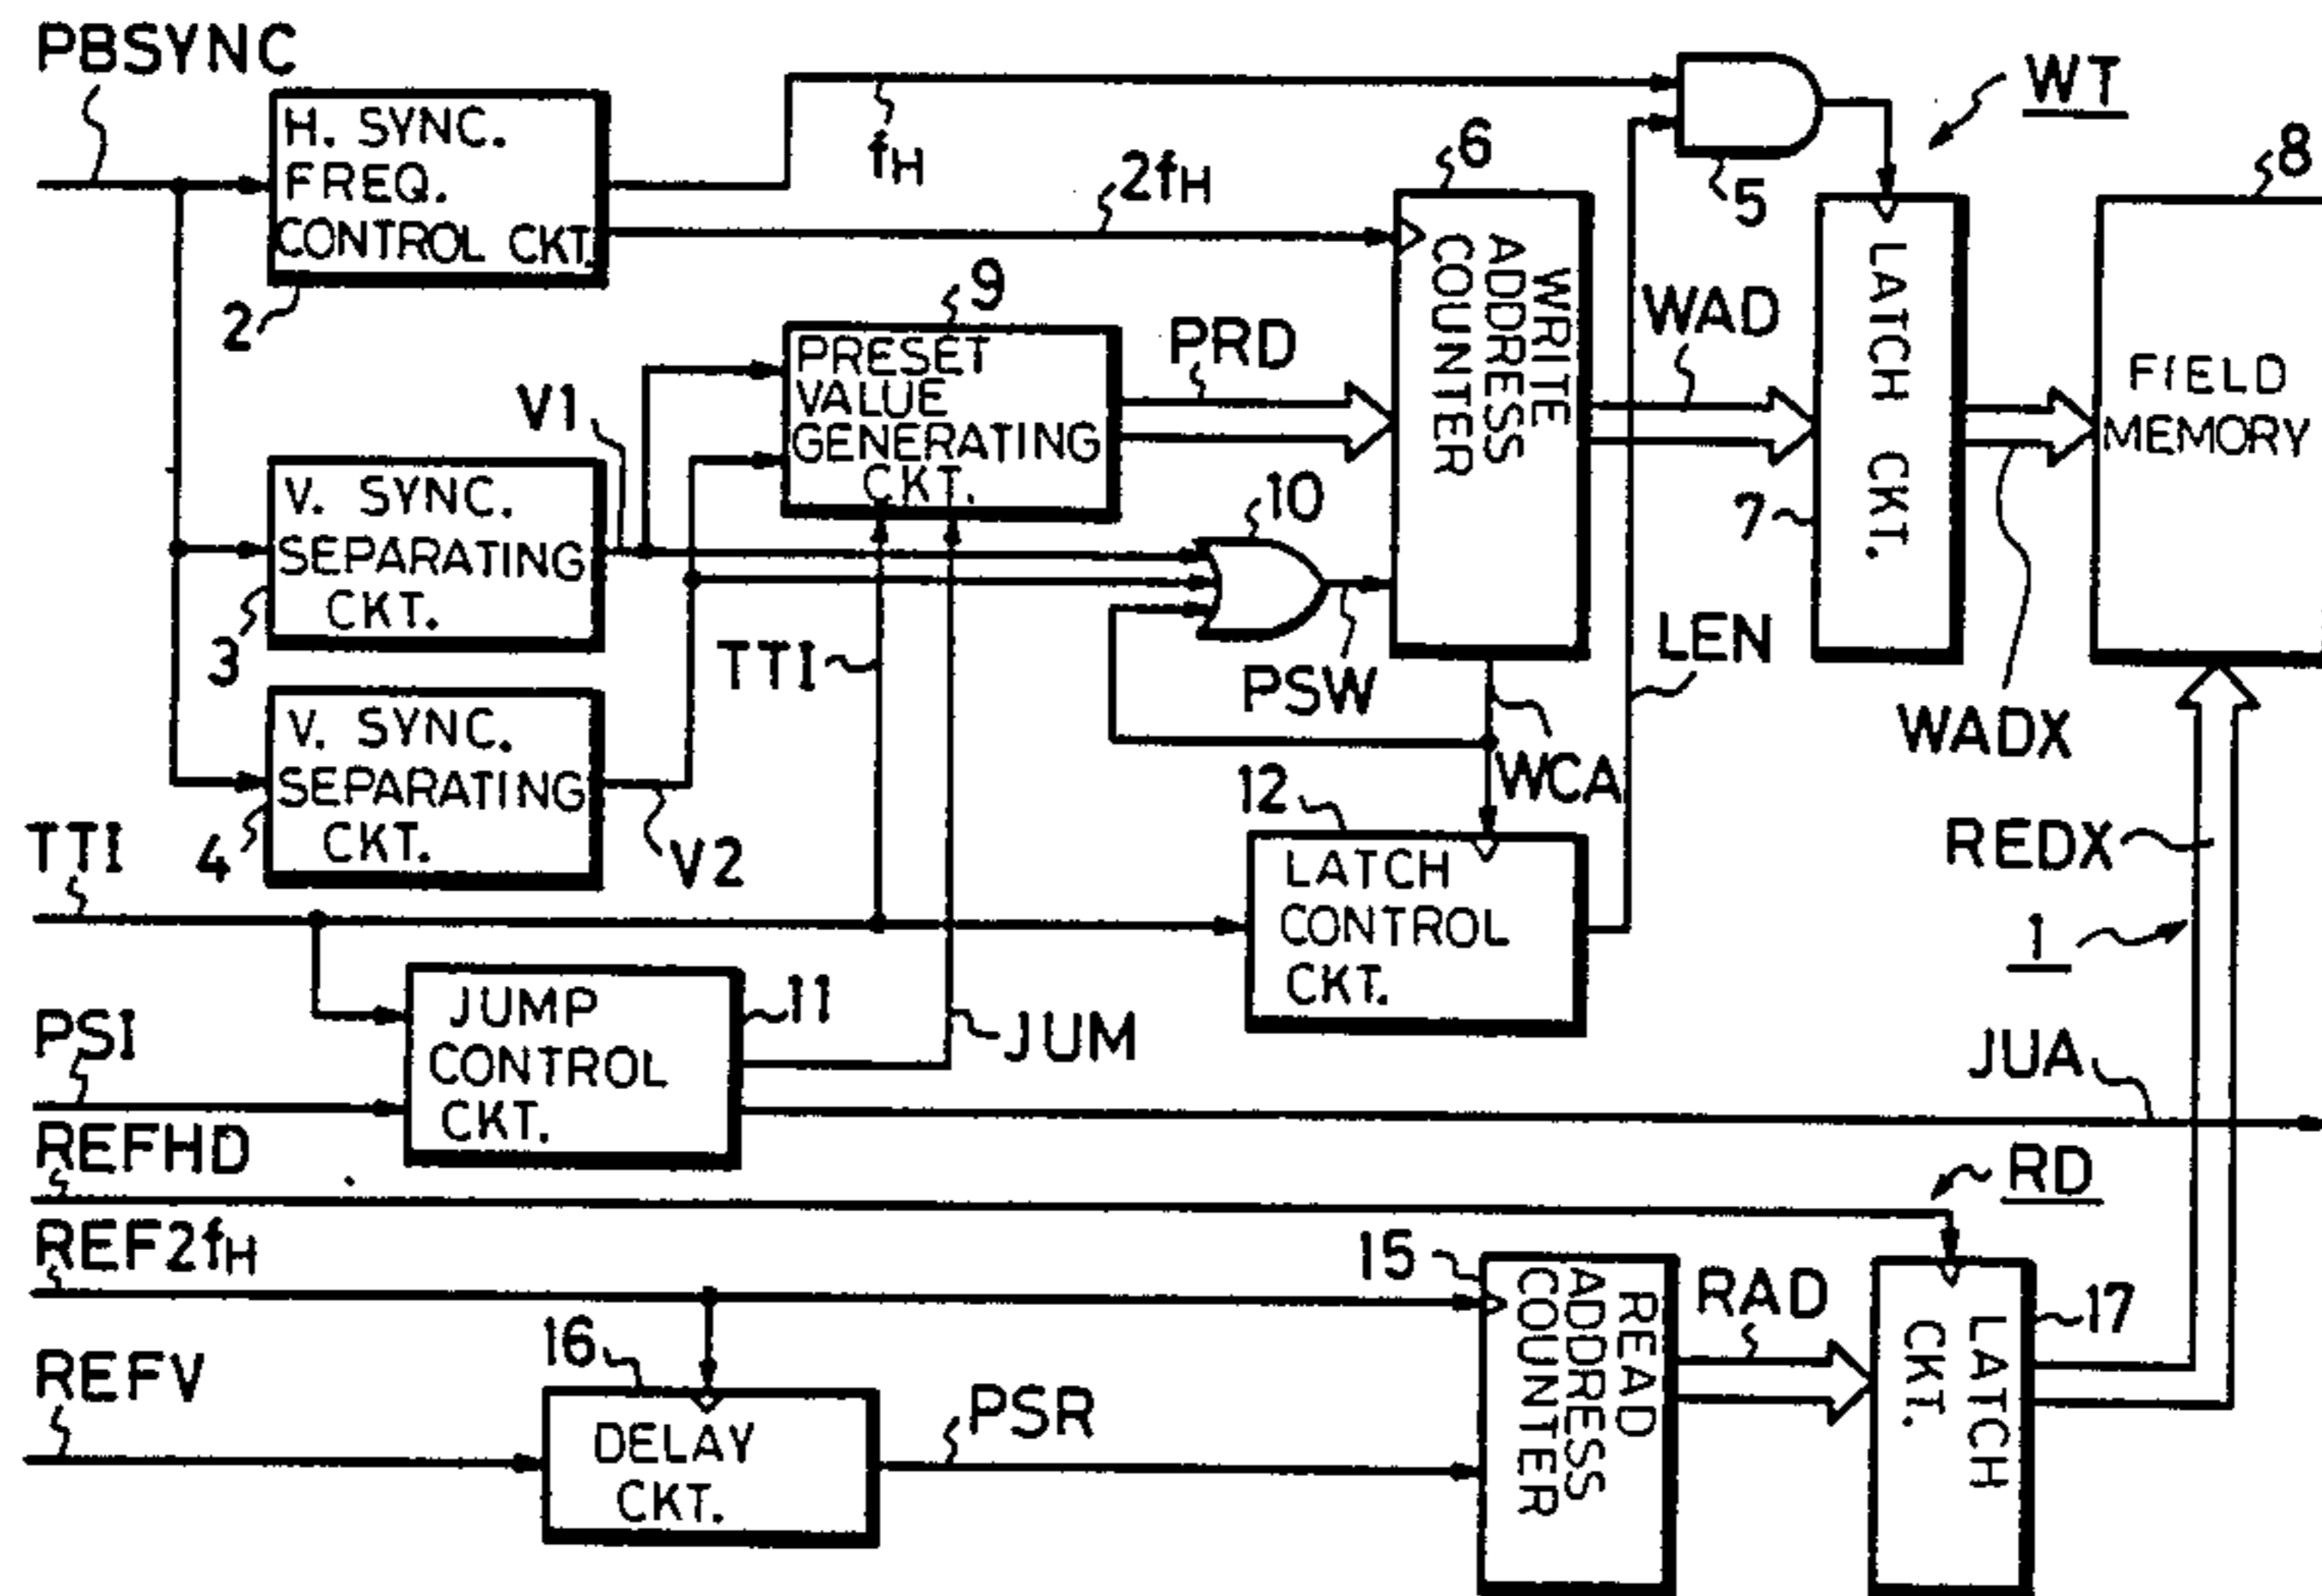 PBSYNC
H. SYNC.
FREQ.
CONTROL CKT.
2
fH
2fH
5
WT
6
WRITE
ADDRESS
COUNTER
WAD
7
LATCH CKT.
8
FIELD
MEMORY
9
PRESET
VALUE
GENERATING
CKT.
PRD
V1
V. SYNC.
SEPARATING
CKT.
3
10
PSW
TTI
LEN
WADX
V. SYNC.
SEPARATING
CKT.
4
V2
WCA
12
LATCH
CONTROL
CKT.
REDX
1
TTI
JUMP
CONTROL
CKT.
11
JUM
JUA
PSI
REFHD
RD
REF2fH
15
READ
ADDRESS
COUNTER
RAD
LATCH
CKT.
17
16
REFV
DELAY
CKT.
PSR